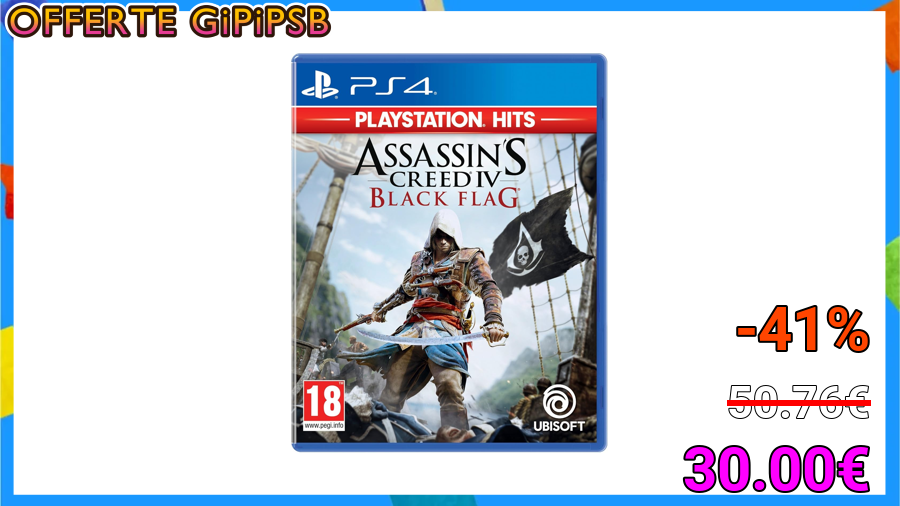 OFFERTE GiPiPSB
PS4
PLAYSTATION HITS
ASSASSIN'S
CREED IV
BLACK FLAG
18
www.pegi.info
UBISOFT
-41%
50.76€
30.00€